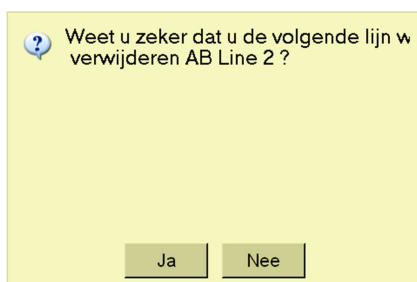 Weet u zeker dat u de volgende lijn
verwijderen AB Line 2 ?
Ja
Nee